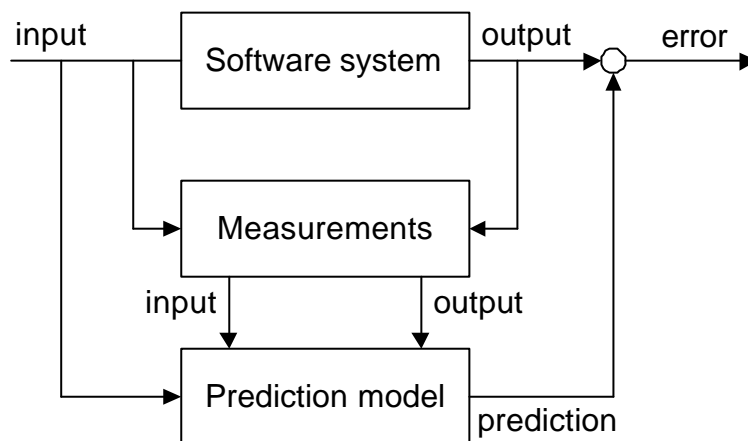 input
Software system
output
error
Measurements
input
output
Prediction model
prediction